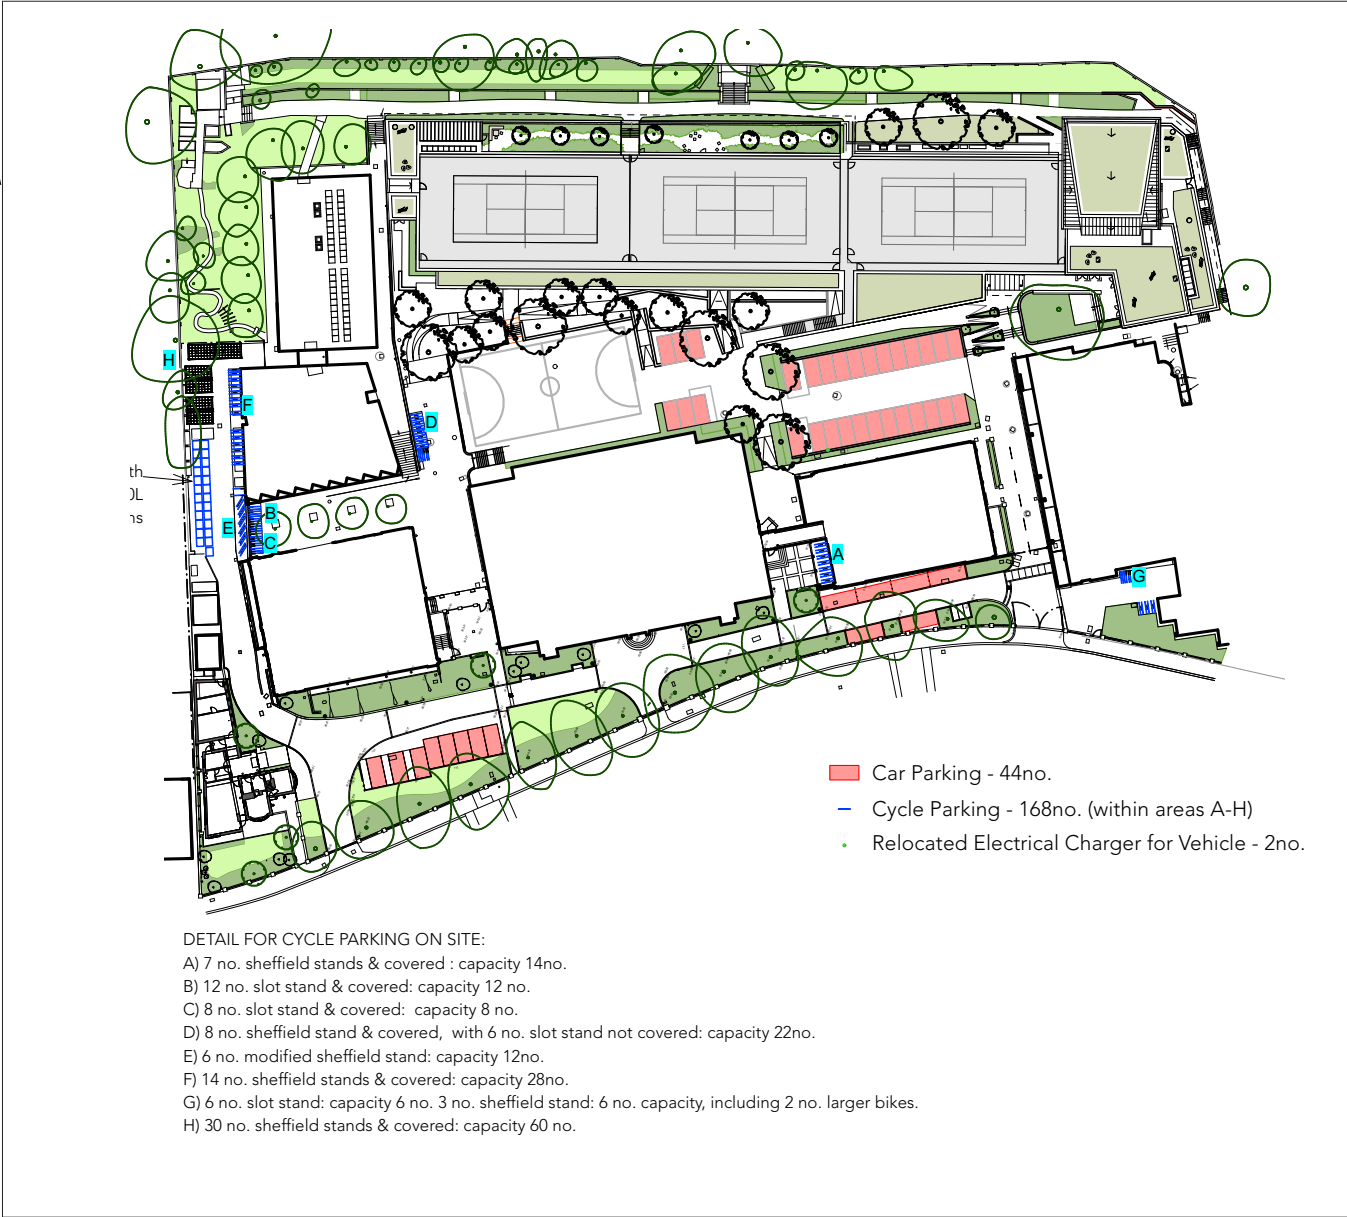 H
F
D
th
0L
ns
B
E
C
A
G
Car Parking - 44no.
Cycle Parking - 168no. (within areas A-H)
Relocated Electrical Charger for Vehicle - 2no.
DETAIL FOR CYCLE PARKING ON SITE:
A) 7 no. sheffield stands & covered : capacity 14no.
B) 12 no. slot stand & covered: capacity 12 no.
C) 8 no. slot stand & covered: capacity 8 no.
D) 8 no. sheffield stand & covered, with 6 no. slot stand not covered: capacity 22no.
E) 6 no. modified sheffield stand: capacity 12no.
F) 14 no. sheffield stands & covered: capacity 28no.
G) 6 no. slot stand: capacity 6 no. 3 no. sheffield stand: 6 no. capacity, including 2 no. larger bikes.
H) 30 no. sheffield stands & covered: capacity 60 no.